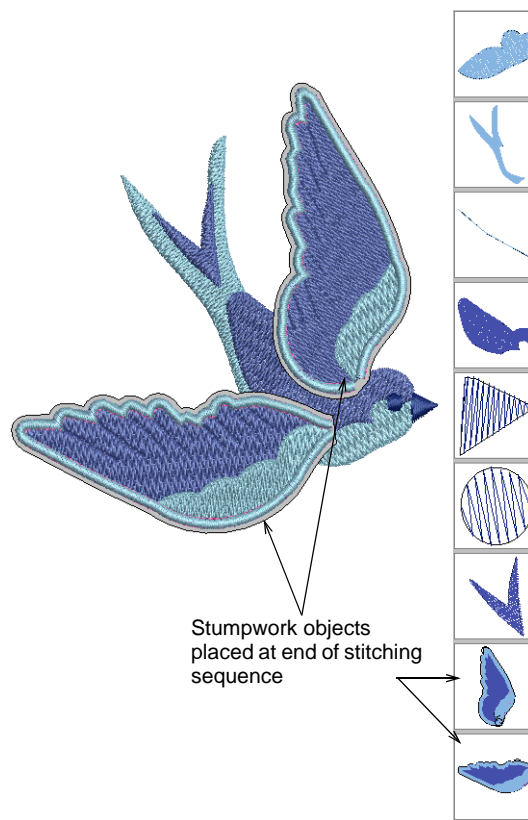 Stumpwork objects
placed at end of stitching
sequence